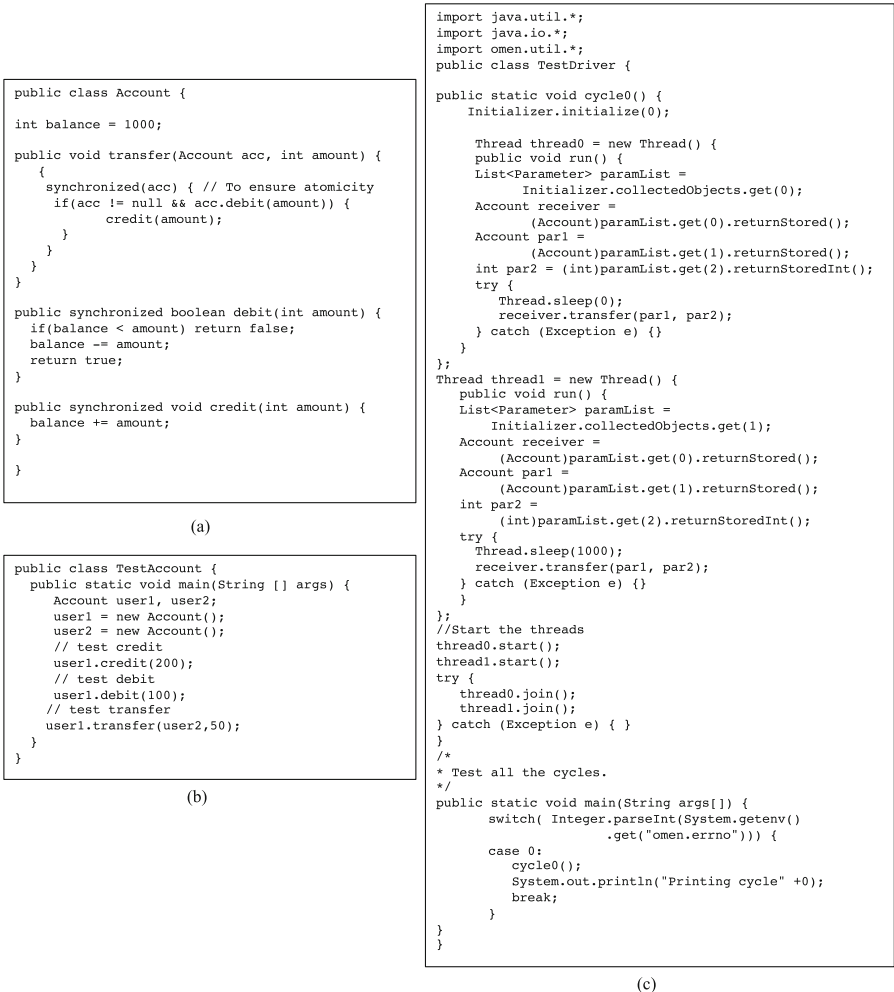 public class Account {
int balance = 1000;
public void transfer(Account acc, int amount) {
{
synchronized(acc) { // To ensure atomicity
if(acc != null && acc.debit(amount)) {
credit(amount);
}
}
}
}
public synchronized boolean debit(int amount) {
if(balance < amount) return false;
balance -= amount;
return true;
}
public synchronized void credit(int amount) {
balance += amount;
}
}
(a)
public class TestAccount {
public static void main(String [] args) {
Account user1, user2;
user1 = new Account();
user2 = new Account();
// test credit
user1.credit(200);
// test debit
user1.debit(100);
// test transfer
user1.transfer(user2,50);
}
}
(b)
import java.util.*;
import java.io.*;
import omen.util.*;
public class TestDriver {
public static void cycle0() {
Initializer.initialize(0);
Thread thread0 = new Thread() {
public void run() {
List<Parameter> paramList =
Initializer.collectedObjects.get(0);
Account receiver =
(Account)paramList.get(0).returnStored();
Account par1 =
(Account)paramList.get(1).returnStored();
int par2 = (int)paramList.get(2).returnStoredInt();
try {
Thread.sleep(0);
receiver.transfer(par1, par2);
} catch (Exception e) {}
}
};
Thread thread1 = new Thread() {
public void run() {
List<Parameter> paramList =
Initializer.collectedObjects.get(1);
Account receiver =
(Account)paramList.get(0).returnStored();
Account par1 =
(Account)paramList.get(1).returnStored();
int par2 =
(int)paramList.get(2).returnStoredInt();
try {
Thread.sleep(1000);
receiver.transfer(par1, par2);
} catch (Exception e) {}
}
};
//Start the threads
thread0.start();
thread1.start();
try {
thread0.join();
thread1.join();
} catch (Exception e) { }
}
/*
* Test all the cycles.
*/
public static void main(String args[]) {
switch( Integer.parseInt(System.getenv()
.get("omen.errno"))) {
case 0:
cycle0();
System.out.println("Printing cycle" +0);
break;
}
}
}
(c)